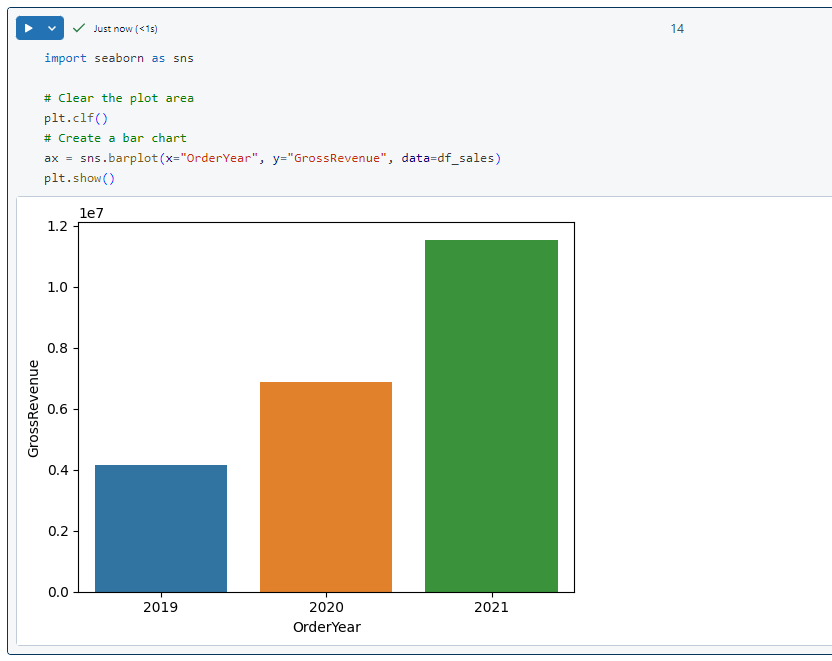 Just now (<1s)
14
import seaborn as sns
# Clear the plot area
plt.clf()
# Create a bar chart
ax = sns.barplot(x="OrderYear", y="GrossRevenue", data=df_sales)
plt.show()
1e7
1.2
1.0
0.8
0.6
0.4
0.2
0.0
GrossRevenue
2019
2020
2021
OrderYear